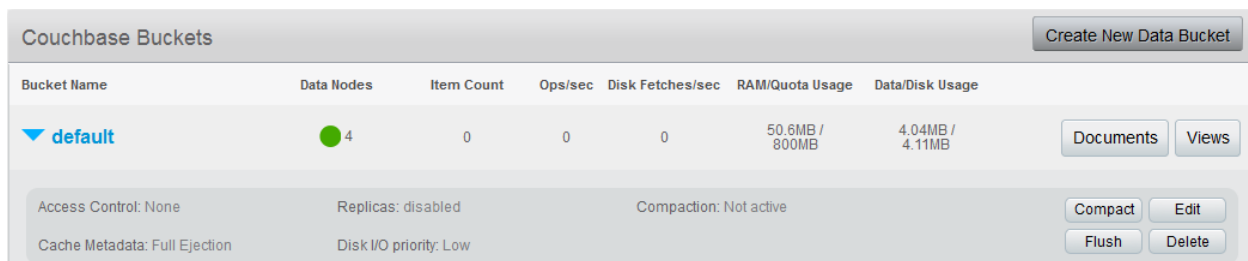 Couchbase Buckets Create New Data Bucket
Bucket Name Data Nodes Item Count Ops/sec Disk Fetches/sec RAM/Quota Usage Data/Disk Usage
default 4 0 0 0 50.6MB / 4.04MB / Documents Views
800MB 4.11MB
Access Control: None Replicas: disabled Compaction: Not active Compact Edit
Cache Metadata: Full Ejection Disk I/O priority: Low Flush Delete